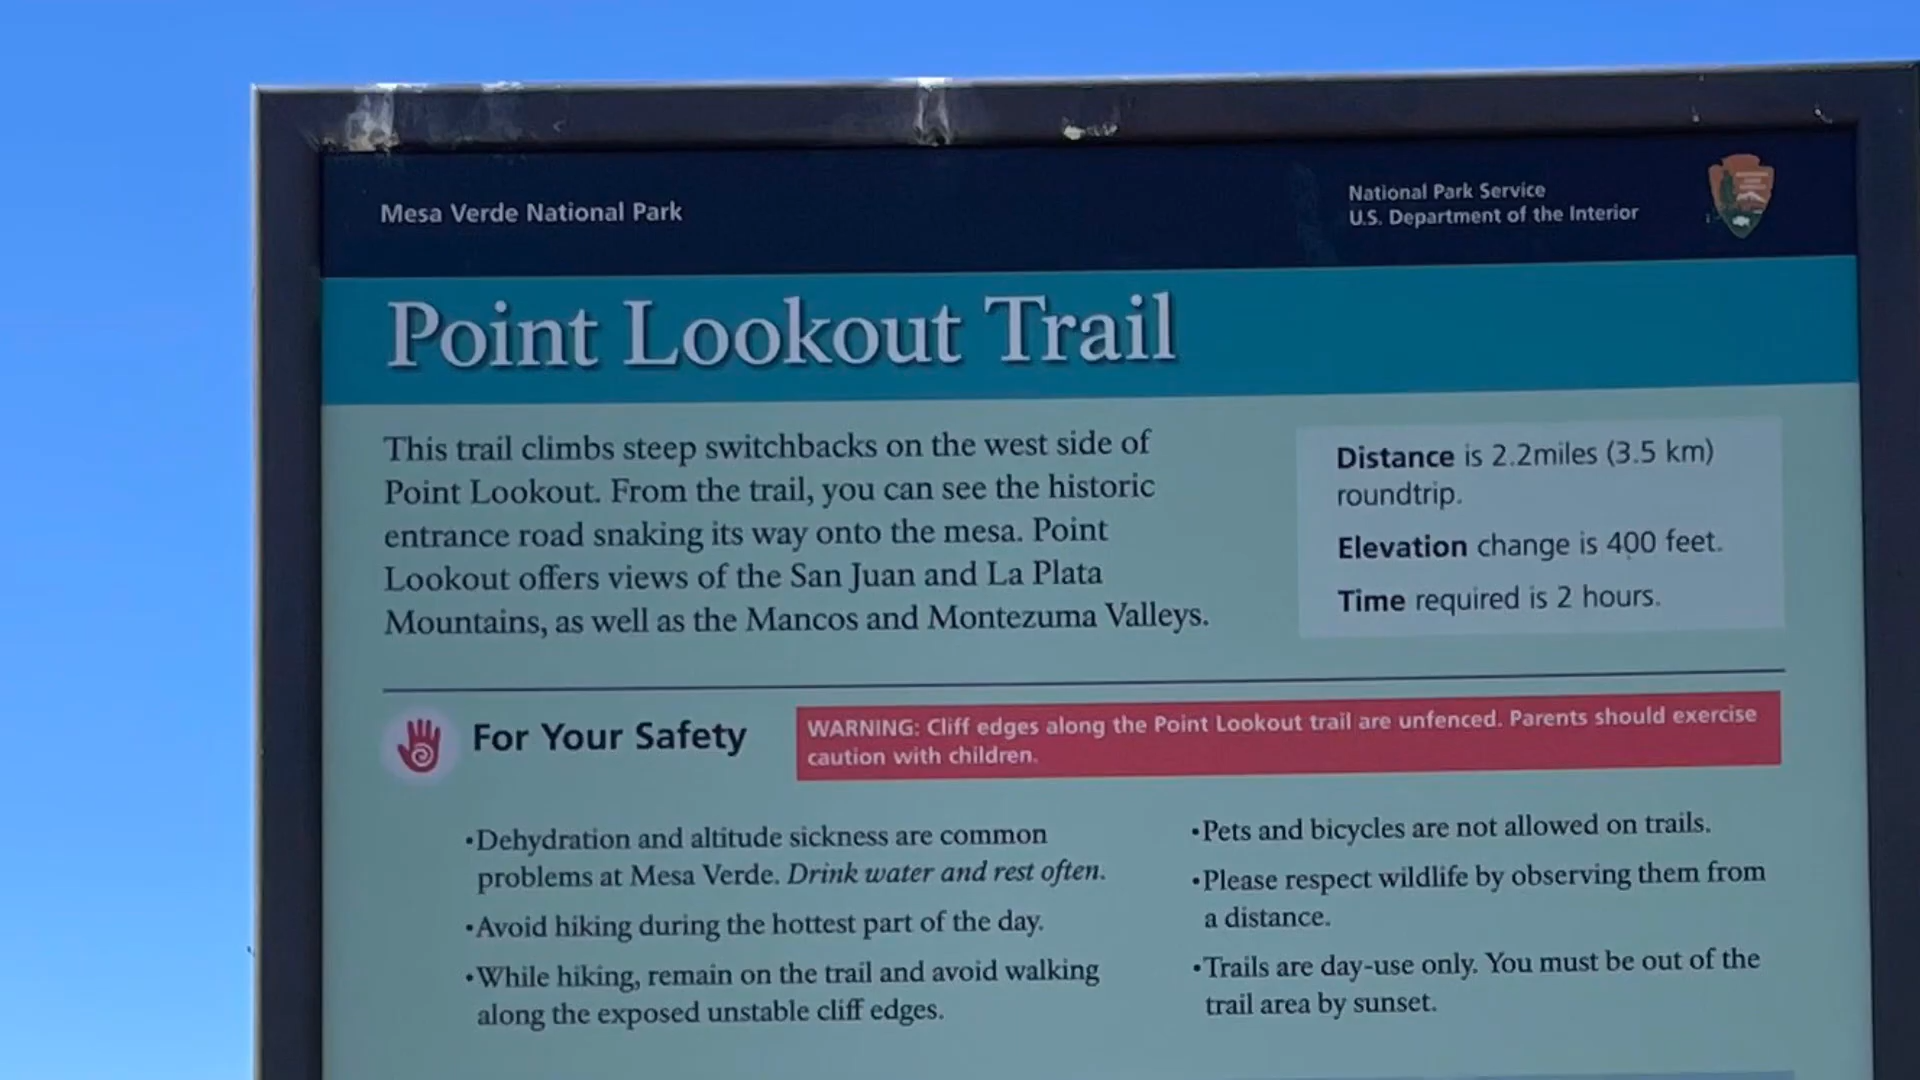 Mesa Verde National Park
National Park Service
U.S. Department of the Interior
Point Lookout Trail
This trail climbs steep switchbacks on the west side of
Point Lookout. From the trail, you can see the historic
entrance road snaking its way onto the mesa. Point
Lookout offers views of the San Juan and La Plata
Mountains, as well as the Mancos and Montezuma Valleys.
Distance is 2.2miles (3.5 km)
roundtrip.
Elevation change is 400 feet.
Time required is 2 hours.
For Your Safety
WARNING: Cliff edges along the Point Lookout trail are unfenced. Parents should exercise
caution with children.
•Dehydration and altitude sickness are common
problems at Mesa Verde. Drink water and rest often.
•Avoid hiking during the hottest part of the day.
•While hiking, remain on the trail and avoid walking
along the exposed unstable cliff edges.
•Pets and bicycles are not allowed on trails.
•Please respect wildlife by observing them from
a distance.
•Trails are day-use only. You must be out of the
trail area by sunset.